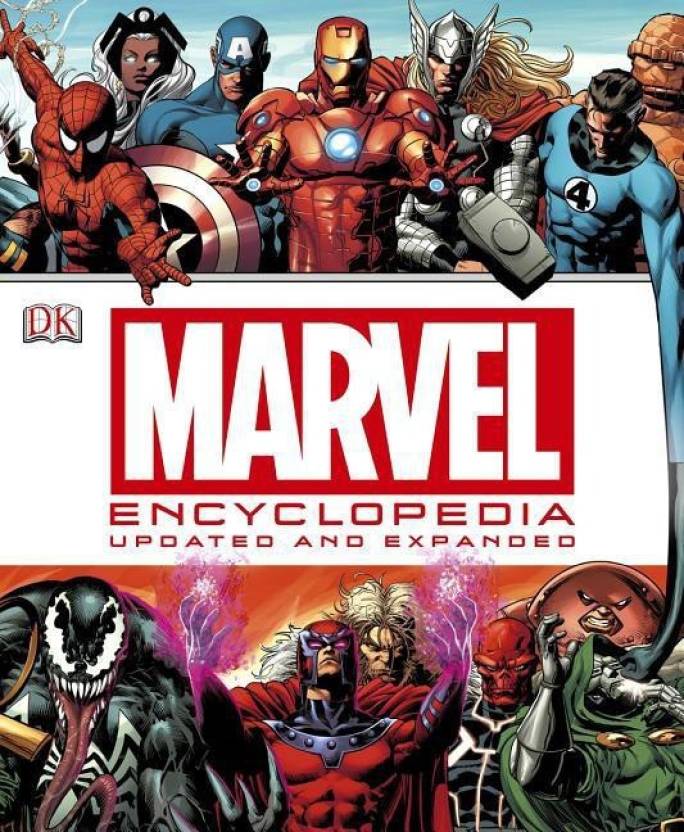 A
4
DK
MARVEL
ENCYCLOPEDIA
UPDATED AND EXPANDED